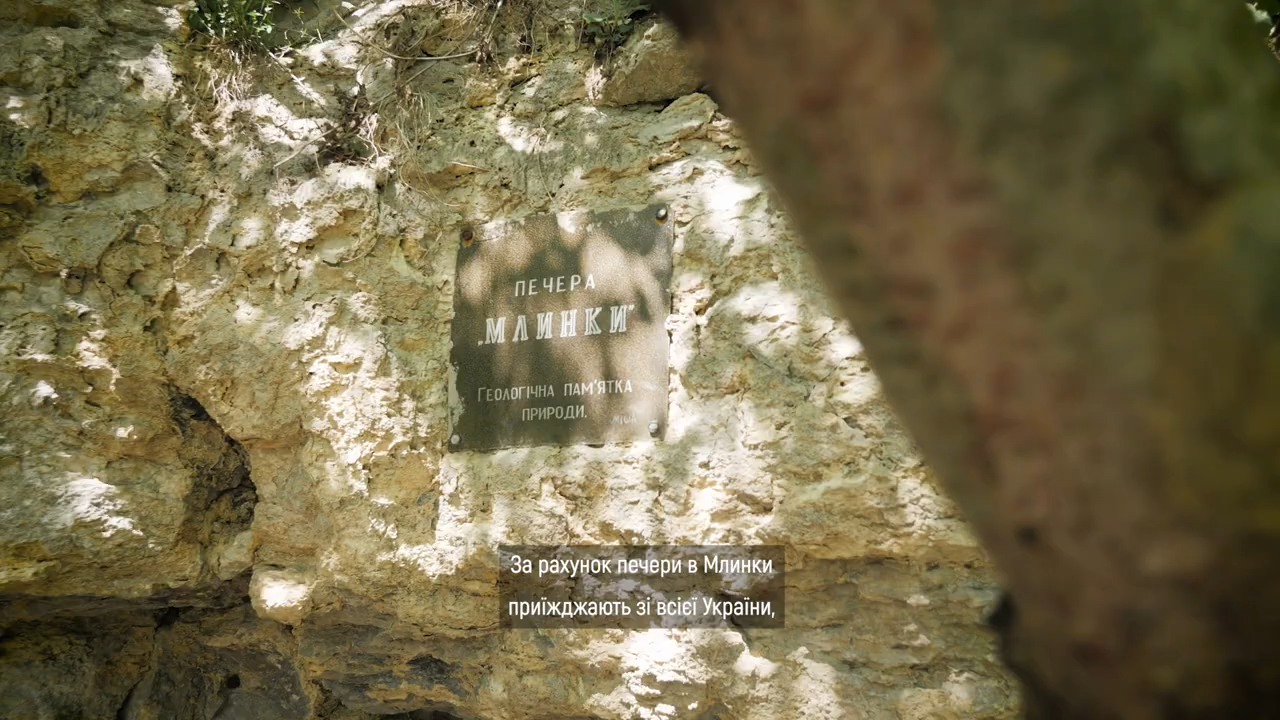 ПЕЧЕРА
„МЛИНКИ"
ГЕОЛОГІЧНА ПАМ'ЯТКА
ПРИРОДИ.
За рахунок печери в Млинки
приїжджають зі всієї України,